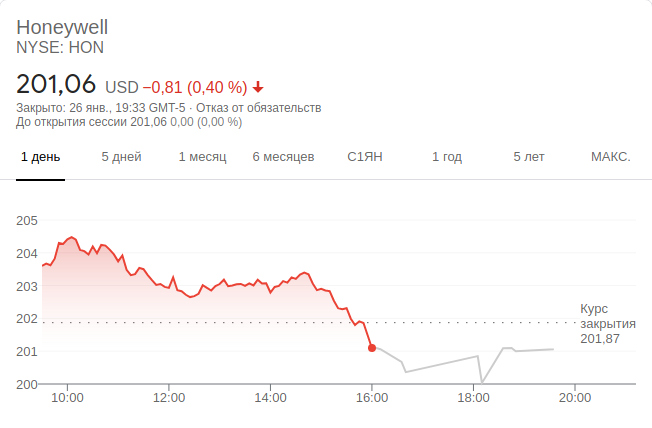 Honeywell
NYSE: HON
201,06 USD −0,81 (0,40 %)
Закрыто: 26 янв., 19:33 GMT-5 · Отказ от обязательств
До открытия сессии 201,06 0,00 (0,00 %)
1 день 5 дней 1 месяц 6 месяцев С1ЯН 1 год 5 лет МАКС.
205
204
203
202
201
200
Курс
закрытия
201,87
10:00 12:00 14:00 16:00 18:00 20:00